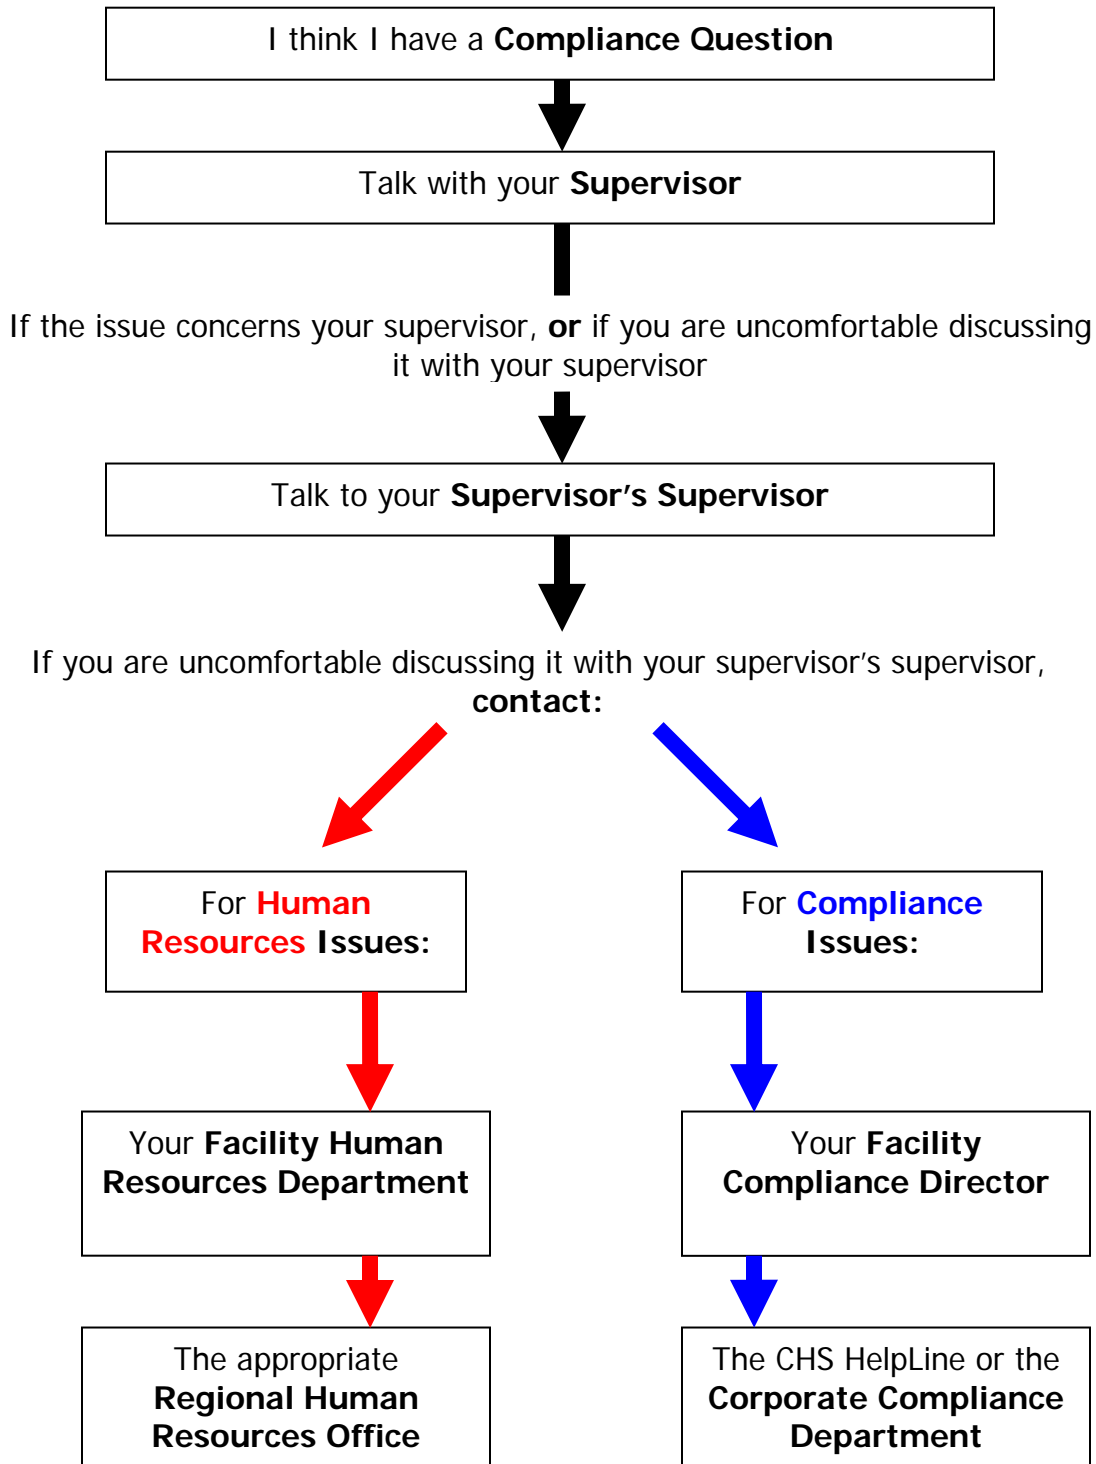 I think I have a Compliance Question
Talk with your Supervisor
If the issue concerns your supervisor, or if you are uncomfortable discussing
it with your supervisor
Talk to your Supervisor's Supervisor
If you are uncomfortable discussing it with your supervisor's supervisor,
contact:
For Human
Resources Issues:
For Compliance
Issues:
Your Facility Human
Resources Department
Your Facility
Compliance Director
The appropriate
Regional Human
Resources Office
The CHS HelpLine or the
Corporate Compliance
Department